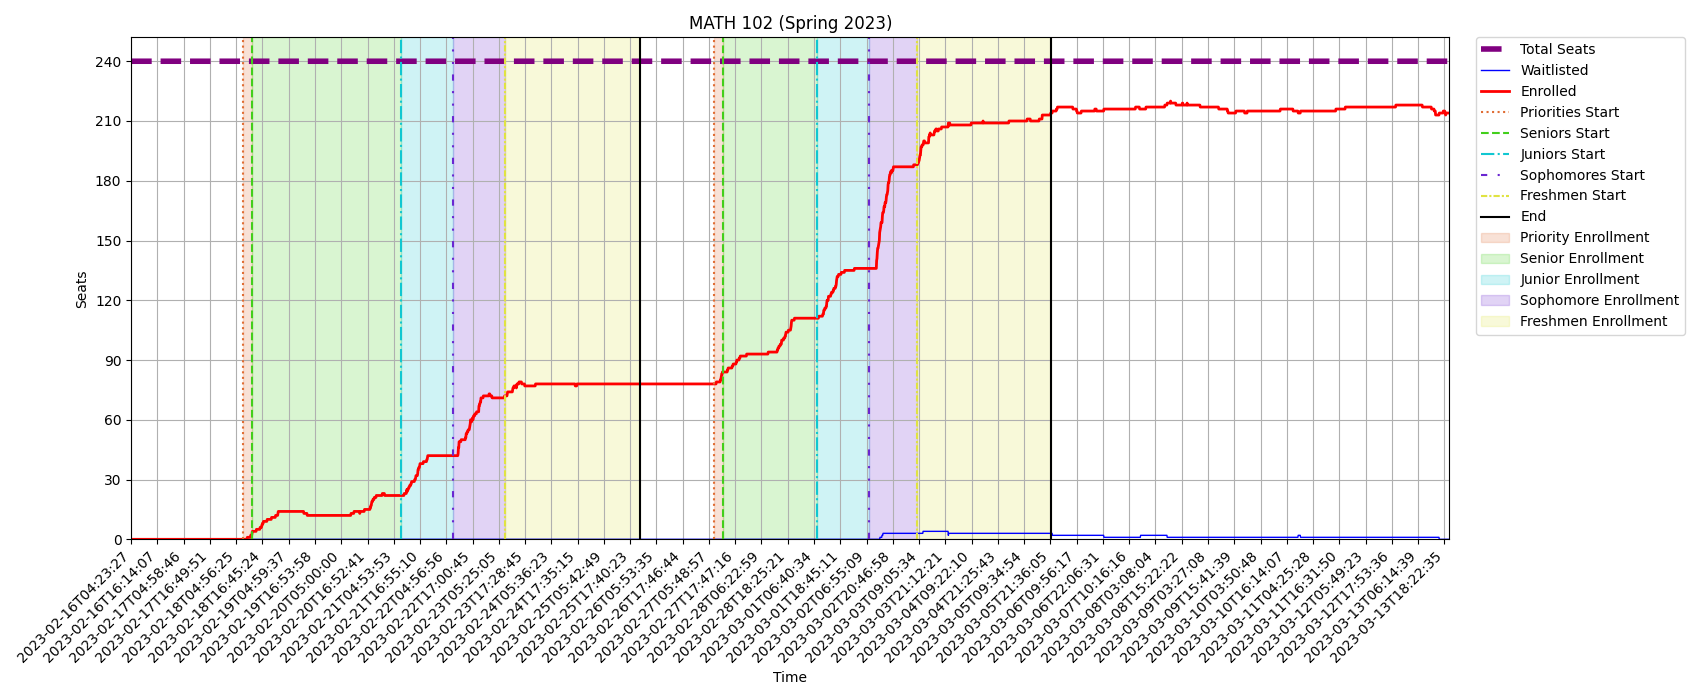 MATH 102 (Spring 2023)
Seats
240
210
180
150
120
90
60
30
0
2023-02-16T04:23:27
2023-02-16T16:14:07
2023-02-17T04:58:46
2023-02-17T16:49:51
2023-02-18T04:56:25
2023-02-18T16:45:24
2023-02-19T04:59:37
2023-02-19T16:53:58
2023-02-20T05:00:00
2023-02-20T16:52:41
2023-02-21T04:53:53
2023-02-21T16:55:10
2023-02-22T04:56:56
2023-02-22T17:00:45
2023-02-23T05:25:05
2023-02-23T17:28:45
2023-02-24T05:36:23
2023-02-24T17:35:15
2023-02-25T05:42:49
2023-02-25T17:40:23
2023-02-26T05:53:35
2023-02-26T17:46:44
2023-02-27T05:48:57
2023-02-27T17:47:16
2023-02-28T06:22:59
2023-02-28T18:25:21
2023-03-01T06:40:34
2023-03-01T18:45:11
2023-03-02T06:55:09
2023-03-02T20:46:58
2023-03-03T09:05:34
2023-03-03T21:12:21
2023-03-04T09:22:10
2023-03-04T21:25:43
2023-03-05T09:34:54
2023-03-05T21:36:05
2023-03-06T09:56:17
2023-03-06T22:06:31
2023-03-07T10:16:16
2023-03-08T03:08:04
2023-03-08T15:22:22
2023-03-09T03:27:08
2023-03-09T15:41:39
2023-03-10T03:50:48
2023-03-10T16:14:07
2023-03-11T04:25:28
2023-03-11T16:31:50
2023-03-12T05:49:23
2023-03-12T17:53:36
2023-03-13T06:14:39
2023-03-13T18:22:35
Time
Total Seats
Waitlisted
Enrolled
Priorities Start
Seniors Start
Juniors Start
Sophomores Start
Freshmen Start
End
Priority Enrollment
Senior Enrollment
Junior Enrollment
Sophomore Enrollment
Freshmen Enrollment